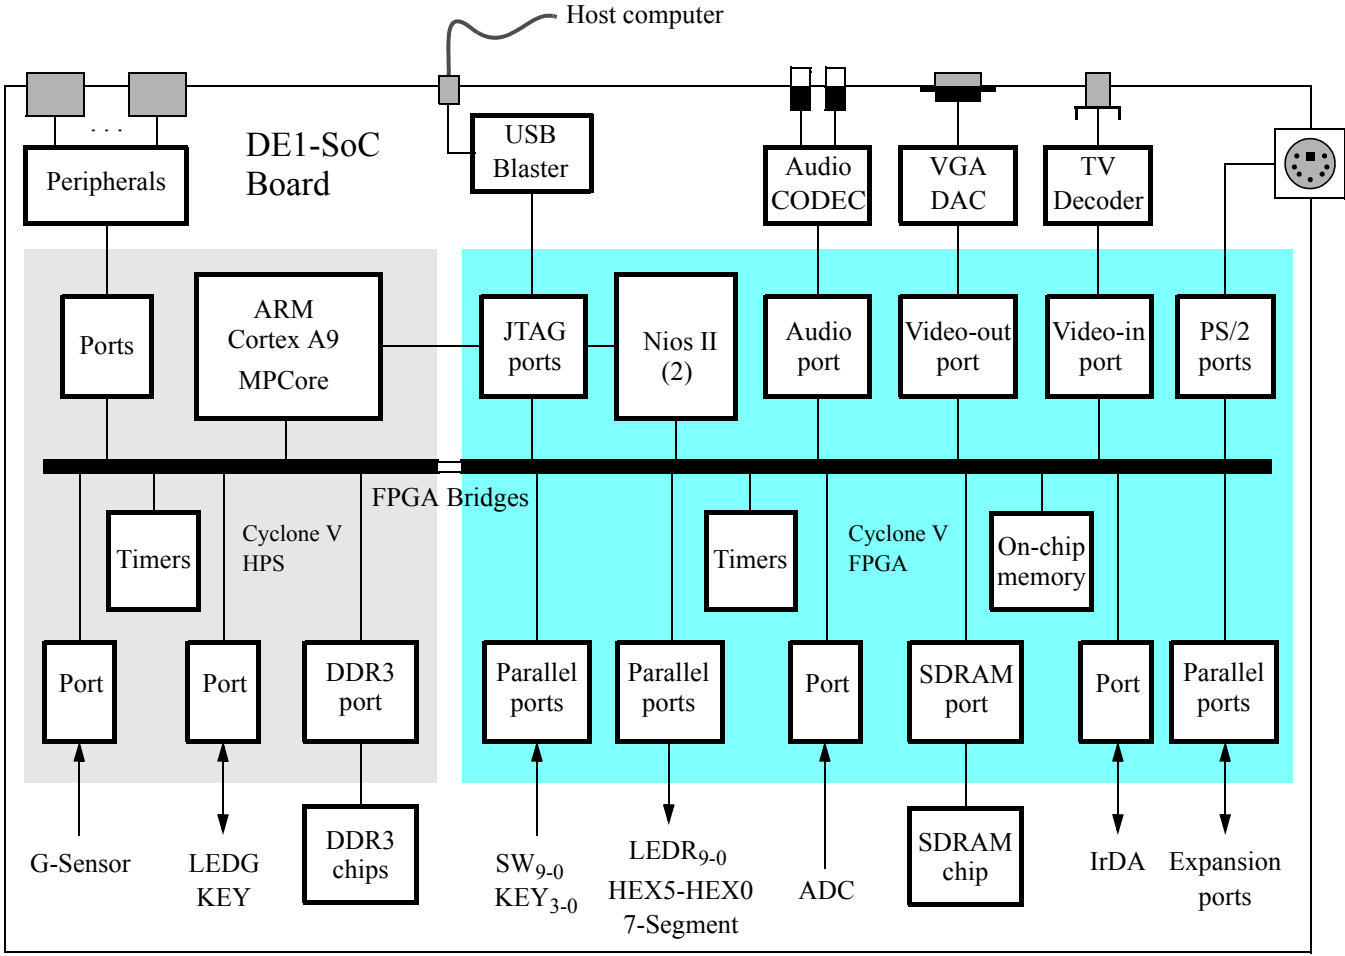 Host computer
DE1-SoC
Board
. . .
Peripherals
USB
Blaster
Audio
CODEC
VGA
DAC
TV
Decoder
Ports
ARM
Cortex A9
MPCore
JTAG
ports
Nios II
(2)
Audio
port
Video-out
port
Video-in
port
PS/2
ports
FPGA Bridges
Timers
Cyclone V
HPS
Timers
Cyclone V
FPGA
On-chip
memory
Port
Port
DDR3
port
Parallel
ports
Parallel
ports
Port
SDRAM
port
Port
Parallel
ports
G-Sensor
LEDG
KEY
DDR3
chips
SW9-0
KEY3-0
LEDR9-0
HEX5-HEX0
7-Segment
ADC
SDRAM
chip
IrDA
Expansion
ports